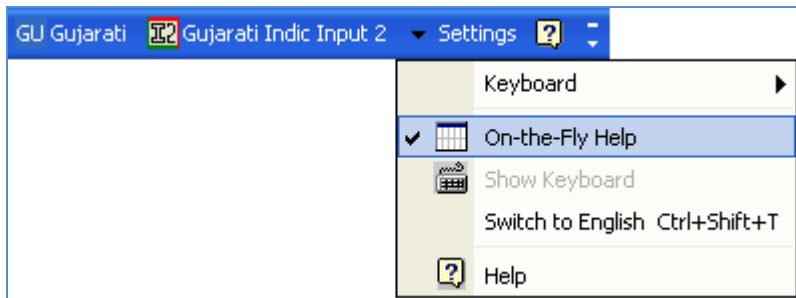 GU Gujarati Gujarati Indic Input 2 Settings
Keyboard
On-the-Fly Help
Show Keyboard
Switch to English Ctrl+Shift+T
Help